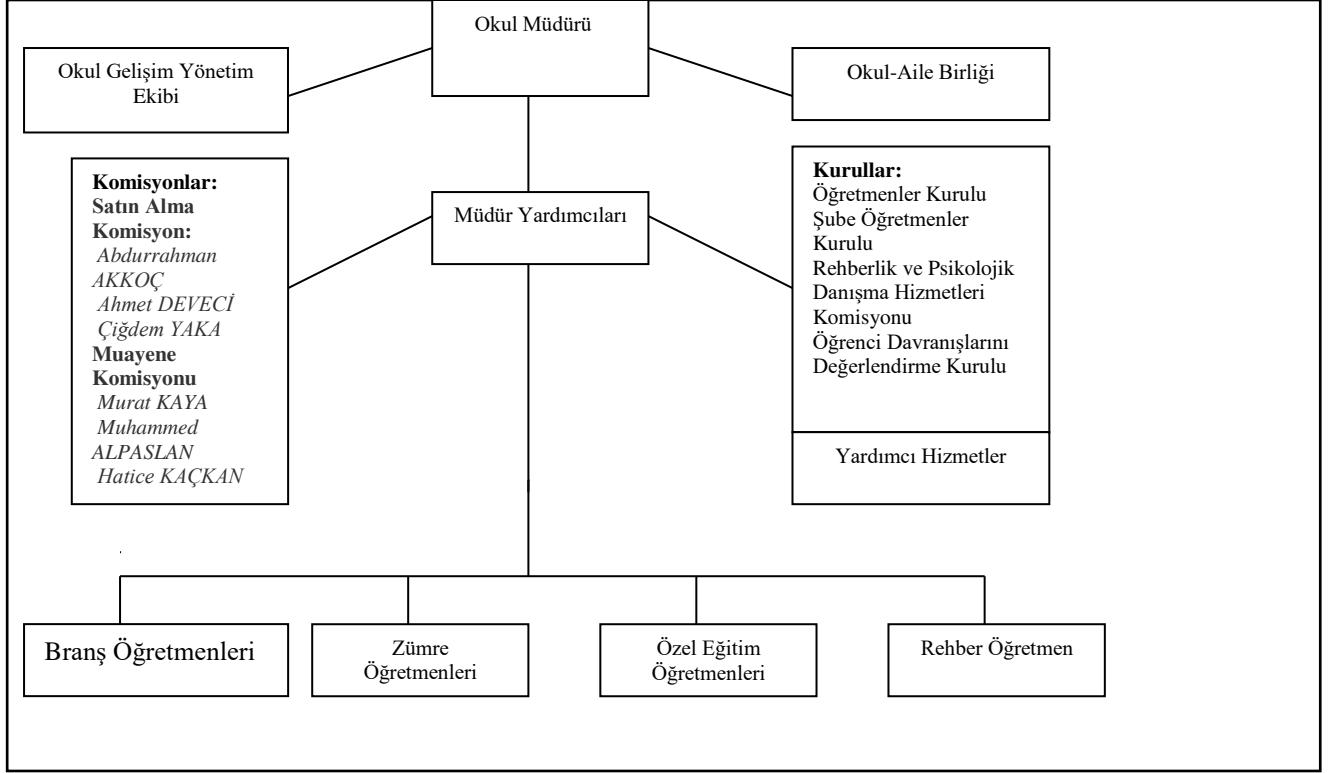 Okul Müdürü
Okul Gelişim Yönetim
Ekibi
Okul-Aile Birliği
Komisyonlar:
Satın Alma
Komisyon:
Abdurrahman
AKKOÇ
Ahmet DEVECİ
Çiğdem YAKA
Muayene
Komisyonu
Murat KAYA
Muhammed
ALPASLAN
Hatice KAÇKAN
Müdür Yardımcıları
Kurullar:
Öğretmenler Kurulu
Şube Öğretmenler
Kurulu
Rehberlik ve Psikolojik
Danışma Hizmetleri
Komisyonu
Öğrenci Davranışlarını
Değerlendirme Kurulu
Yardımcı Hizmetler
Branş Öğretmenleri
Zümre
Öğretmenleri
Özel Eğitim
Öğretmenleri
Rehber Öğretmen